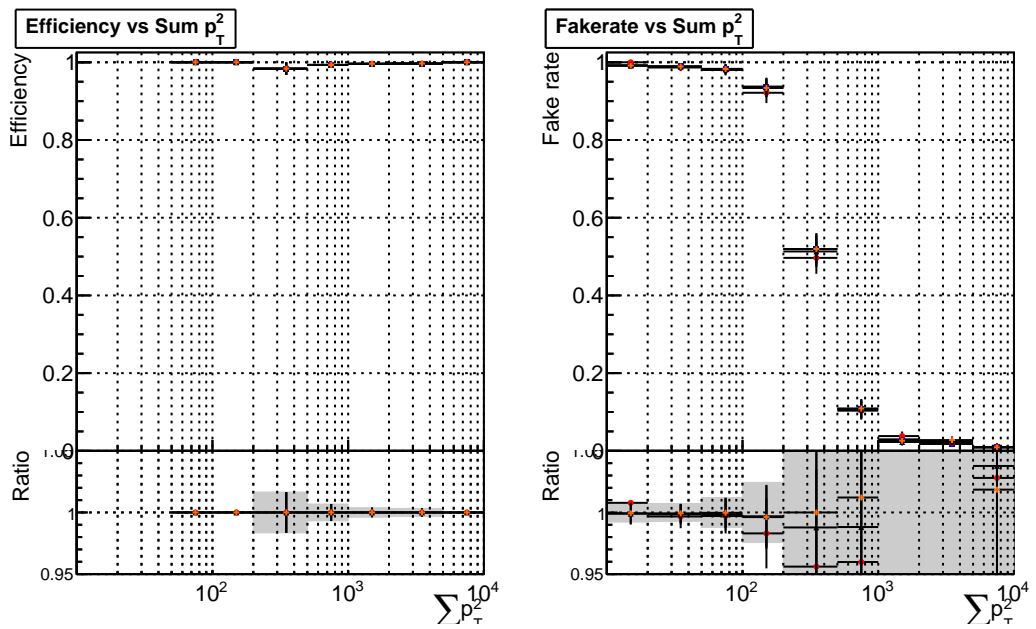 Efficiency vs Sum p_T^2
Efficiency
1
0.8
0.6
0.4
0.2
0
Ratio
1
0.95
10^2
10^3
10^4
∑p_T^2
Fakerate vs Sum p_T^2
Fake rate
1
0.8
0.6
0.4
0.2
0
Ratio
1
0.95
10^2
10^3
10^4
∑p_T^2